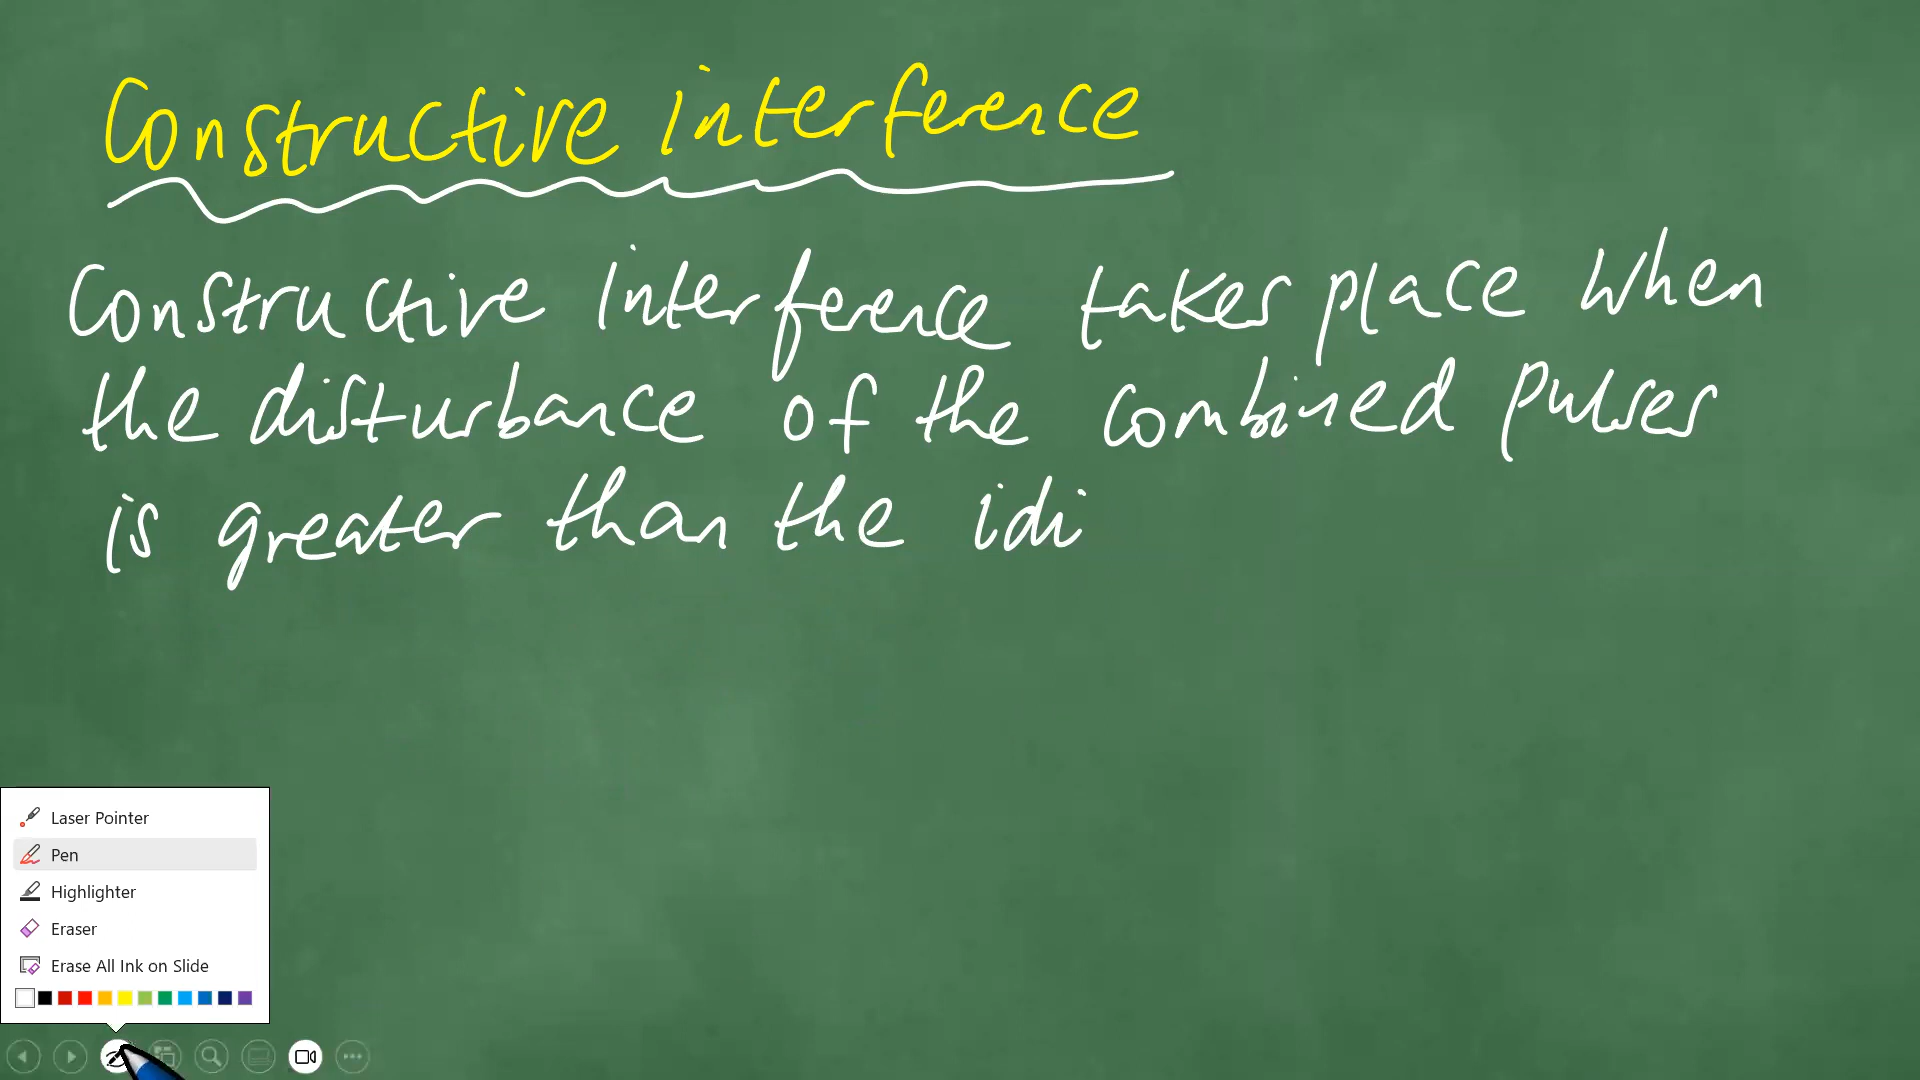 Constructive interference
Constructive interference takes place when
the disturbance of the combined pulses
is greater than the idi
Laser Pointer
Pen
Highlighter
Eraser
Erase All Ink on Slide